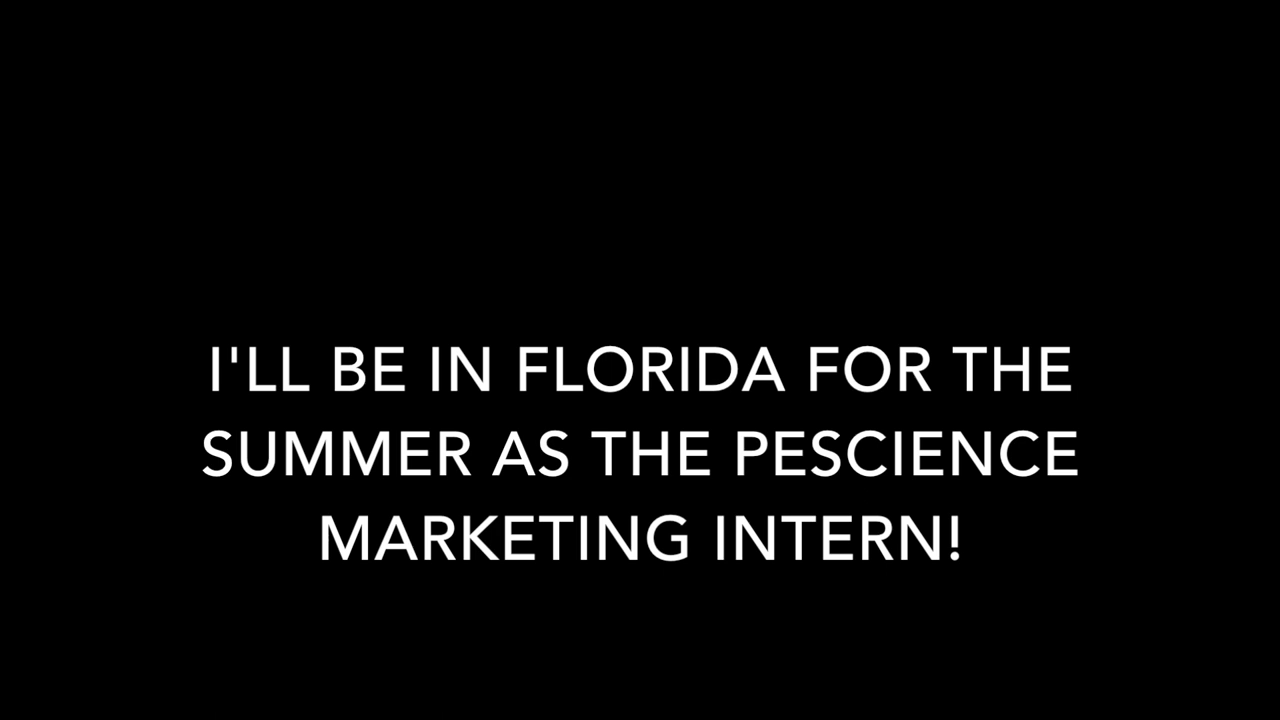 I'LL BE IN FLORIDA FOR THE
SUMMER AS THE PESCIENCE
MARKETING INTERN!